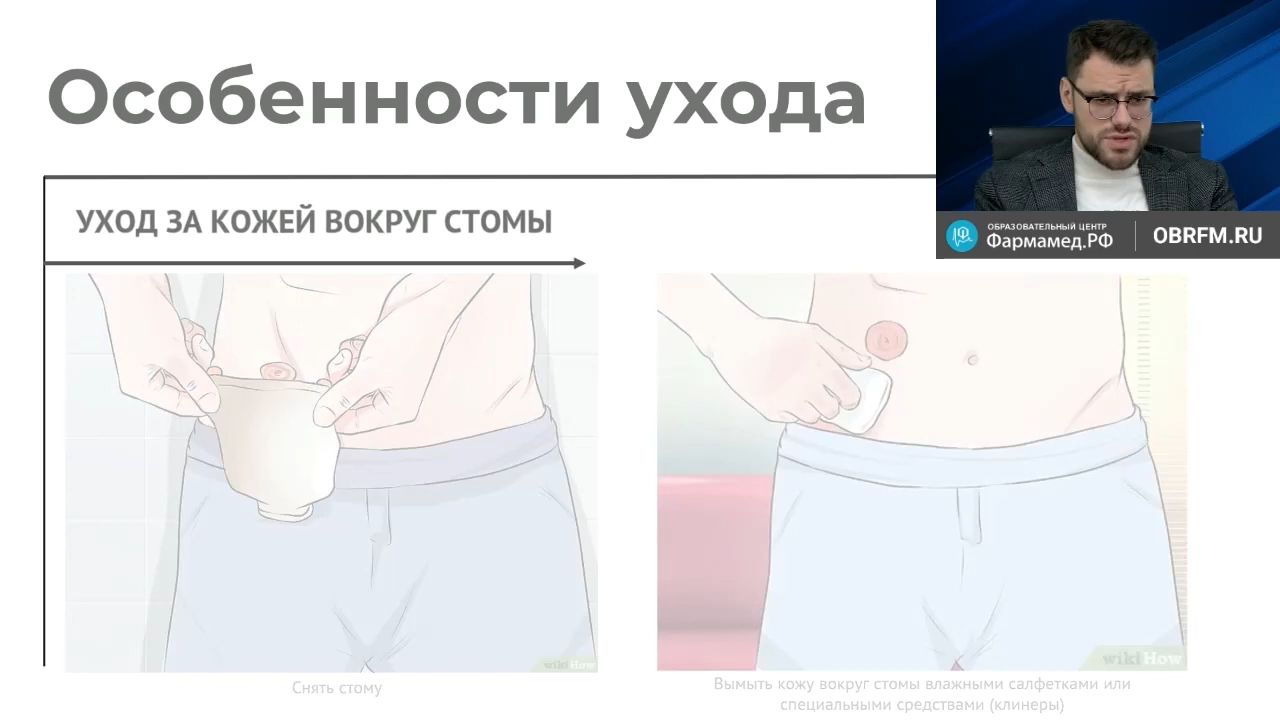 Особенности ухода
УХОД ЗА КОЖЕЙ ВОКРУГ СТОМЫ
ОБРАЗОВАТЕЛЬНЫЙ ЦЕНТР
Фармамед.РФ
OBRFM.RU
wikiHow
Снять стому
wikiHow
Вымыть кожу вокруг стомы влажными салфетками или
специальными средствами (клинеры)